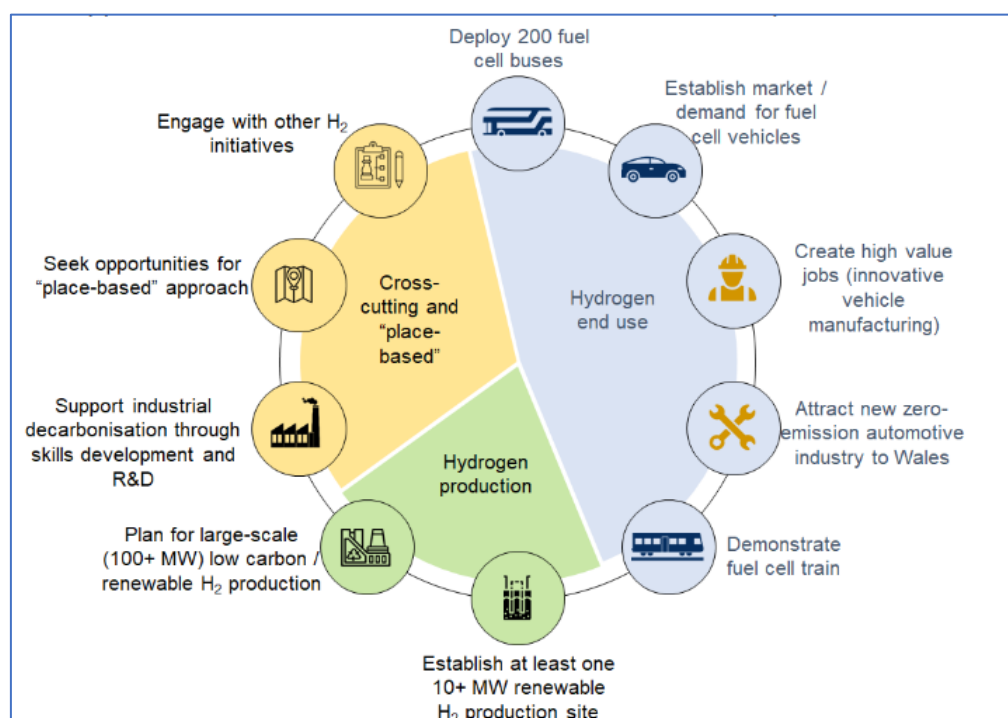 Deploy 200 fuel
cell buses
Establish market /
demand for fuel
cell vehicles
Create high value
jobs (innovative
vehicle
manufacturing)
Attract new zero-
emission automotive
industry to Wales
Demonstrate
fuel cell train
Establish at least one
10+ MW renewable
H₂ production site
Plan for large-scale
(100+ MW) low carbon /
renewable H₂ production
Support industrial
decarbonisation through
skills development and
R&D
Seek opportunities for
“place-based” approach
Engage with other H₂
initiatives
Cross-
cutting and
“place-
based”
Hydrogen
end use
Hydrogen
production